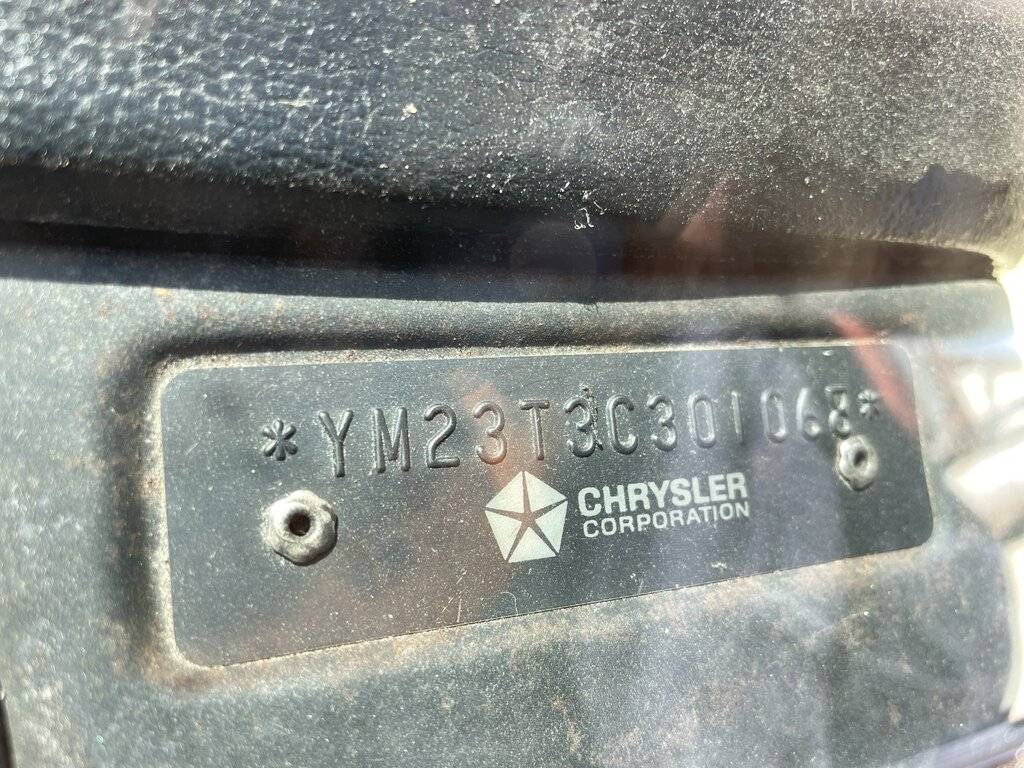 *YM23T3C301068*
CHRYSLER
CORPORATION